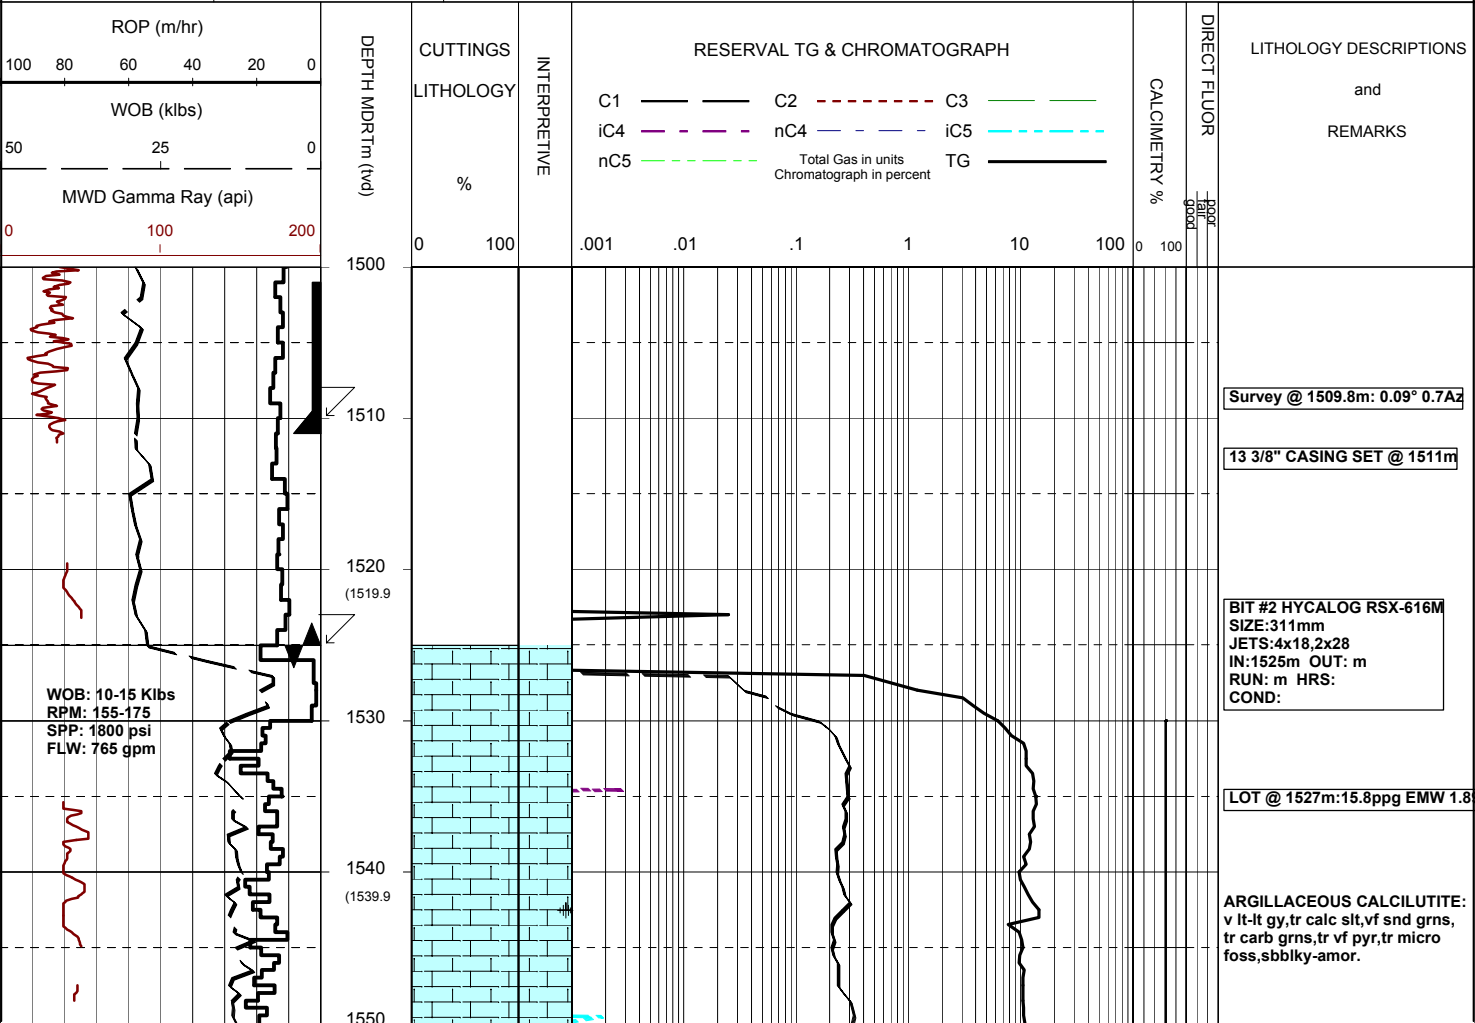 ROP (m/hr)
100 80 60 40 20 0
WOB (klbs)
50 25 0
MWD Gamma Ray (api)
0 100 200
DEPTH MDRTm (tvd)
CUTTINGS
LITHOLOGY
%
0 100
INTERPRETIVE
RESERVAL TG & CHROMATOGRAPH
C1 C2 C3
iC4 nC4 iC5
nC5 Total Gas in units TG
Chromatograph in percent
.001 .01 .1 1 10 100
CALCIMETRY %
0 100
DIRECT FLUOR
poor
fair
good
LITHOLOGY DESCRIPTIONS
and
REMARKS
1500
Survey @ 1509.8m: 0.09° 0.7Az
1510
13 3/8" CASING SET @ 1511m
1520
(1519.9
BIT #2 HYCALOG RSX-616M
SIZE:311mm
JETS:4x18,2x28
IN:1525m OUT: m
RUN: m HRS:
COND:
WOB: 10-15 Klbs
RPM: 155-175
SPP: 1800 psi
FLW: 765 gpm
1530
LOT @ 1527m:15.8ppg EMW
1540
(1539.9
ARGILLACEOUS CALCILUTITE:
v lt-lt gy,tr calc slt,vf snd grns,
tr carb grns,tr vf pyr,tr micro
foss,sbblky-amor.
1550